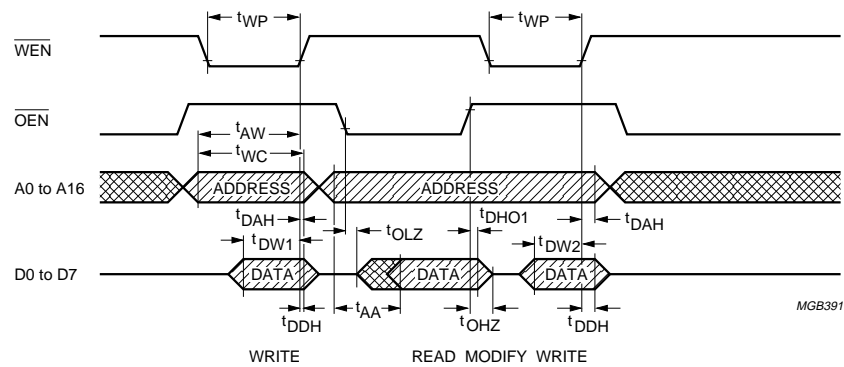 tWP tWP
WEN
OEN
tAW
tWC
A0 to A16 ADDRESS ADDRESS
tDAH tDHO1 tDAH
tDW1 tOLZ tDW2
D0 to D7 DATA DATA DATA
tDDH tAA tOHZ tDDH
MGB391
WRITE READ MODIFY WRITE